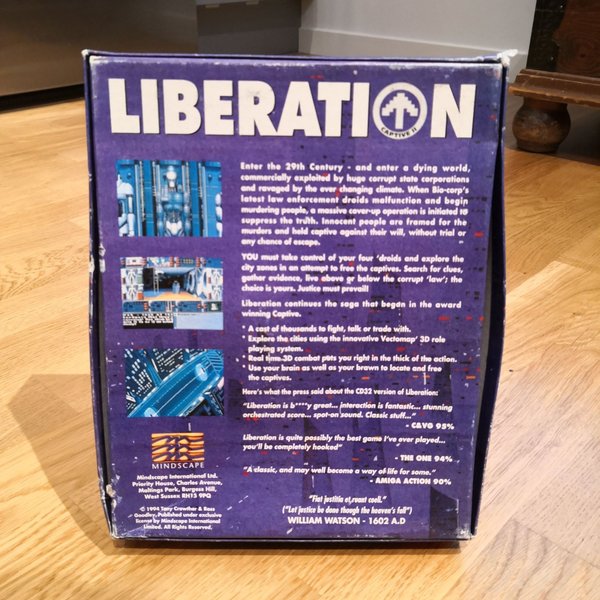 LIBERATION
CAPTIVE II
Enter the 29th Century - and enter a dying world,
commercially exploited by huge corrupt state corporations
and ravaged by the ever changing climate. When Bio-corp's
latest law enforcement droids malfunction and begin
murdering people, a massive cover-up operation is initiated to
suppress the truth. Innocent people are framed for the
murders and held captive against their will, without trial or
any chance of escape.
YOU must take control of your four 'droids and explore the
city zones in an attempt to free the captives. Search for clues,
gather evidence, live above or below the corrupt 'law'; the
choice is yours. Justice must prevail!
Liberation continues the saga that began in the award
winning Captive.
· A cast of thousands to fight, talk or trade with.
· Explore the cities using the innovative Vectomap' 3D role
playing system.
· Real time 3D combat puts you right in the thick of the action.
· Use your brain as well as your brawn to locate and free
the captives.
Here's what the press said about the CD32 version of Liberation:
"Liberation is b****y great... interaction is fantastic... stunning
orchestrated score... spot-on sound. Classic stuff..."
- C&VG 95%
Liberation is quite possibly the best game I've ever played...
you'll be completely hooked"
- THE ONE 94%
"A classic, and may well become a way of life for some."
- AMIGA ACTION 90%
"Fiat justitia et ruant coeli."
("Let justice be done though the heaven's fall")
WILLIAM WATSON - 1602 A.D
MINDSCAPE
Mindscape International Ltd.
Priority House, Charles Avenue,
Maltings Park, Burgess Hill,
West Sussex RH15 9PQ
© 1994 Tony Crowther & Ross
Goodley. Published under exclusive
license by Mindscape International
Limited. All Rights Reserved.